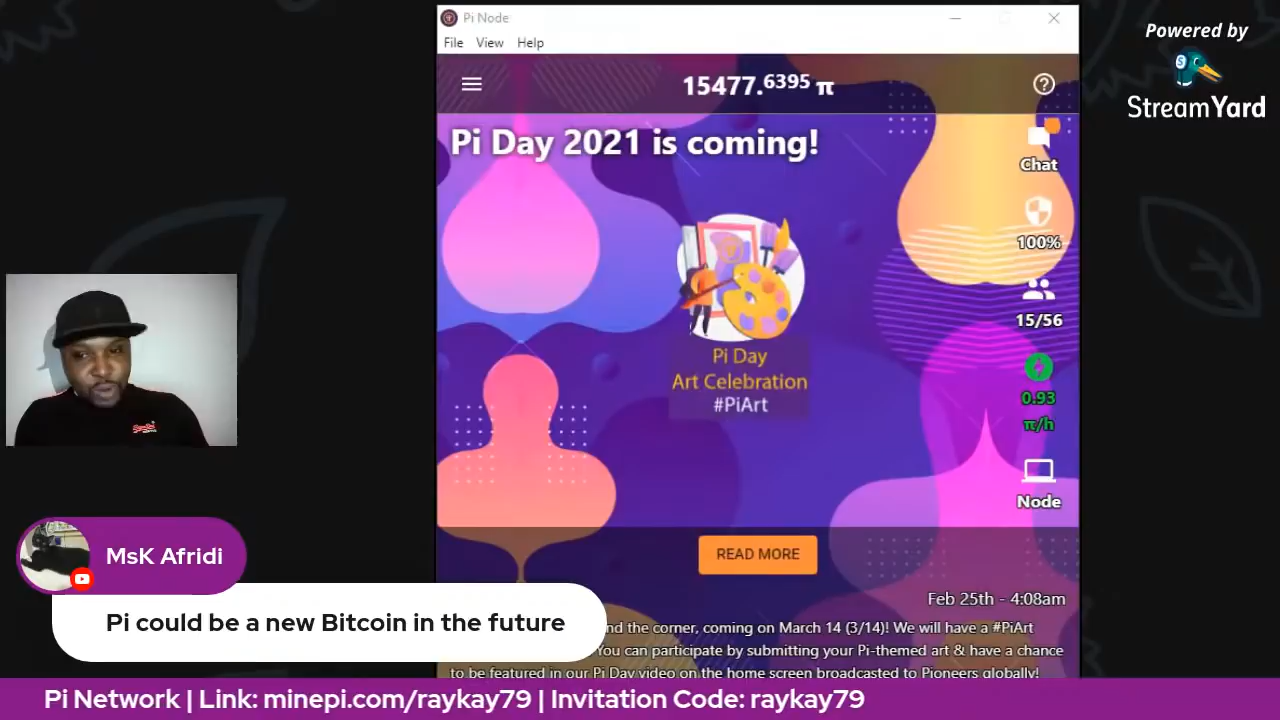 Pi Node
File View Help
15477.6395 π
Pi Day 2021 is coming!
Chat
100%
15/56
0.93
π/h
Node
Pi Day
Art Celebration
#PiArt
READ MORE
Feb 25th - 4:08am
nd the corner, coming on March 14 (3/14)! We will have a #PiArt
You can participate by submitting your Pi-themed art & have a chance
to be featured in our Pi Day video on the home screen broadcasted to Pioneers globally!
Powered by
StreamYard
MsK Afridi
Pi could be a new Bitcoin in the future
Pi Network | Link: minepi.com/raykay79 | Invitation Code: raykay79